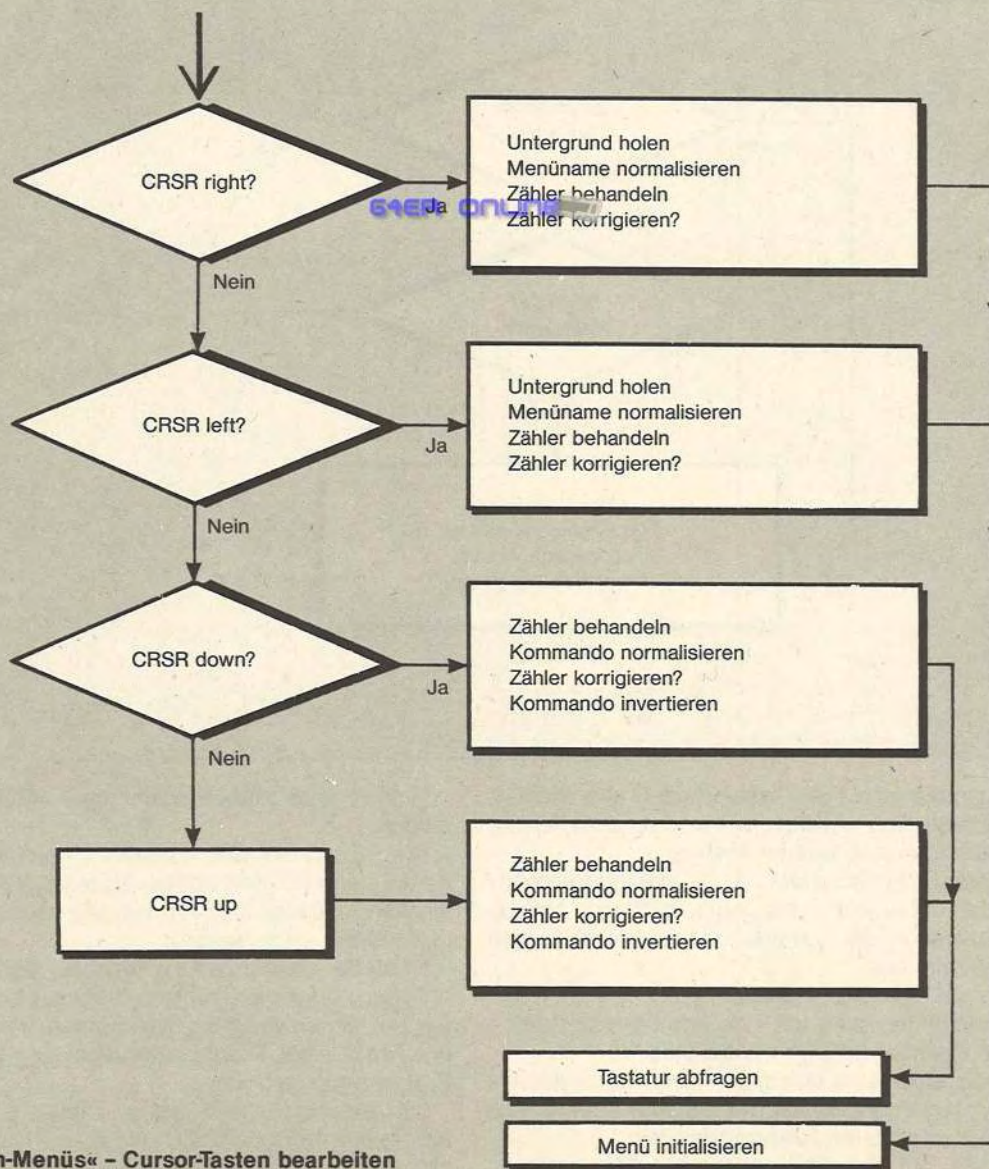 CRSR right?
Ja
Untergrund holen
Menüname normalisieren
Zähler behandeln
Zähler korrigieren?
64ER ONLINE
Nein
CRSR left?
Ja
Untergrund holen
Menüname normalisieren
Zähler behandeln
Zähler korrigieren?
Nein
CRSR down?
Ja
Zähler behandeln
Kommando normalisieren
Zähler korrigieren?
Kommando invertieren
Nein
CRSR up
Zähler behandeln
Kommando normalisieren
Zähler korrigieren?
Kommando invertieren
Tastatur abfragen
Menü initialisieren
n-Menüs« – Cursor-Tasten bearbeiten